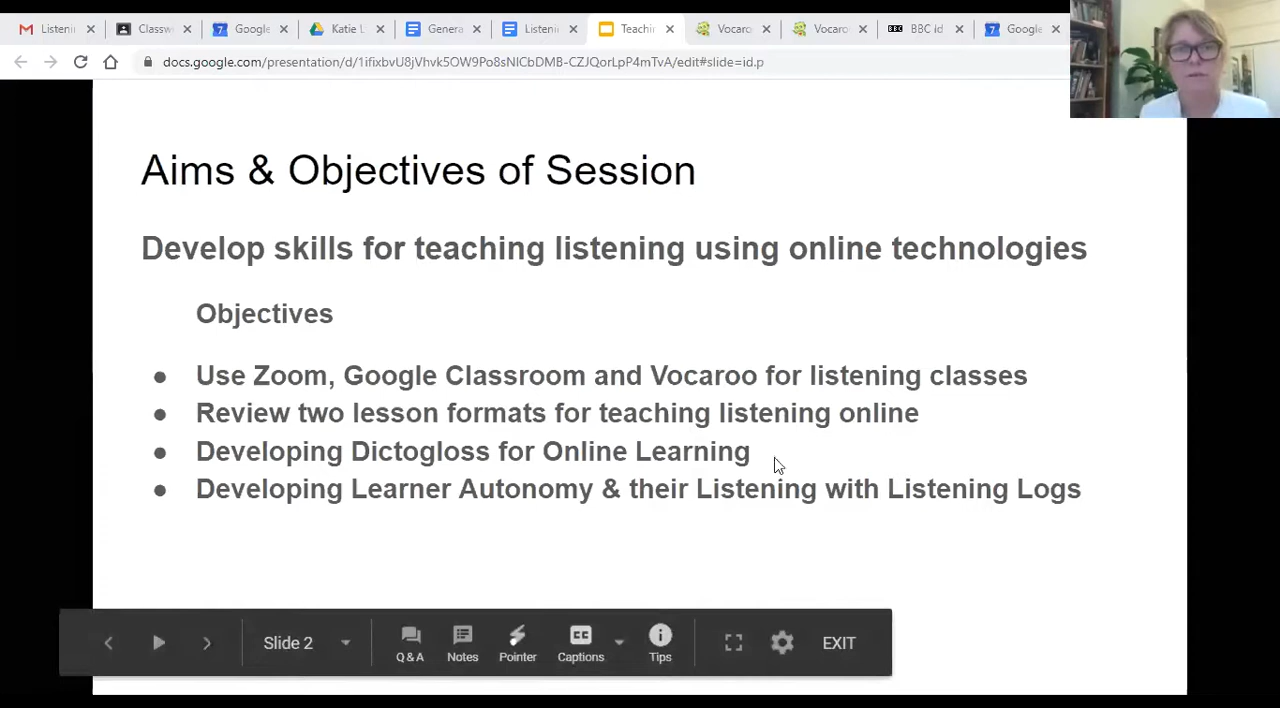 Listeni
Classw
Google
Katie L
Genera
Listenin
Teachin
Vocaro
Vocaro
BBC id
Google
docs.google.com/presentation/d/1ifixbvU8jVhvk5OW9Po8sNlCbDMB-CZJQorLpP4mTvA/edit#slide=id.p
Aims & Objectives of Session
Develop skills for teaching listening using online technologies
Objectives
● Use Zoom, Google Classroom and Vocaroo for listening classes
● Review two lesson formats for teaching listening online
● Developing Dictogloss for Online Learning
● Developing Learner Autonomy & their Listening with Listening Logs
Slide 2
Q & A
Notes
Pointer
Captions
Tips
EXIT